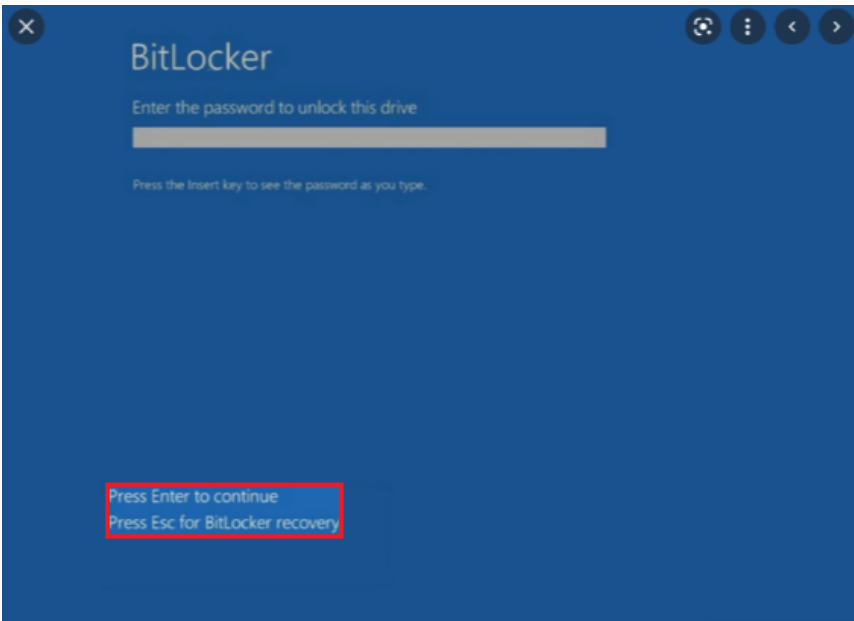 BitLocker
Enter the password to unlock this drive
Press the Insert key to see the password as you type.
Press Enter to continue
Press Esc for BitLocker recovery